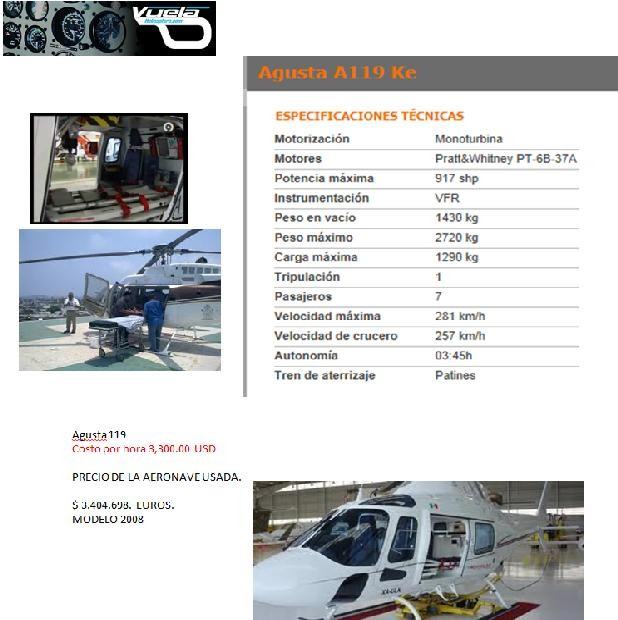 Vuela
Helicopters.com
Agusta A119 Ke
ESPECIFICACIONES TÉCNICAS
Motorización Monoturbina
Motores Pratt&Whitney PT-6B-37A
Potencia máxima 917 shp
Instrumentación VFR
Peso en vacío 1430 kg
Peso máximo 2720 kg
Carga máxima 1290 kg
Tripulación 1
Pasajeros 7
Velocidad máxima 281 km/h
Velocidad de crucero 257 km/h
Autonomía 03:45h
Tren de aterrizaje Patines
Agusta119
Costo por hora 3,300.00 USD
PRECIO DE LA AERONAVE USADA.
$ 3.404.698. EUROS.
MODELO 2008